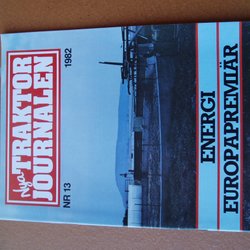 Nya
TRAKTOR
JOURNALEN
NR 13
1982
ENERGI
EUROPAPREMIÄR